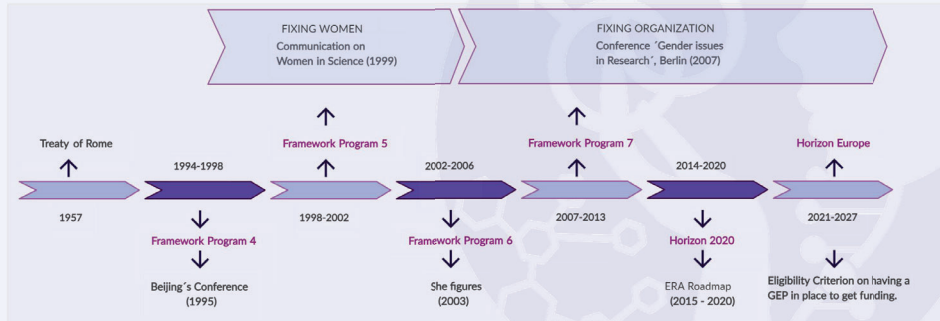 FIXING WOMEN
Communication on
Women in Science (1999)
FIXING ORGANIZATION
Conference ´Gender issues
in Research´, Berlin (2007)
Treaty of Rome
1994-1998
Framework Program 5
2002-2006
Framework Program 7
2014-2020
Horizon Europe
1957
Framework Program 4
Beijing´s Conference
(1995)
1998-2002
Framework Program 6
She figures
(2003)
2007-2013
Horizon 2020
ERA Roadmap
(2015 - 2020)
2021-2027
Eligibility Criterion on having a
GEP in place to get funding.